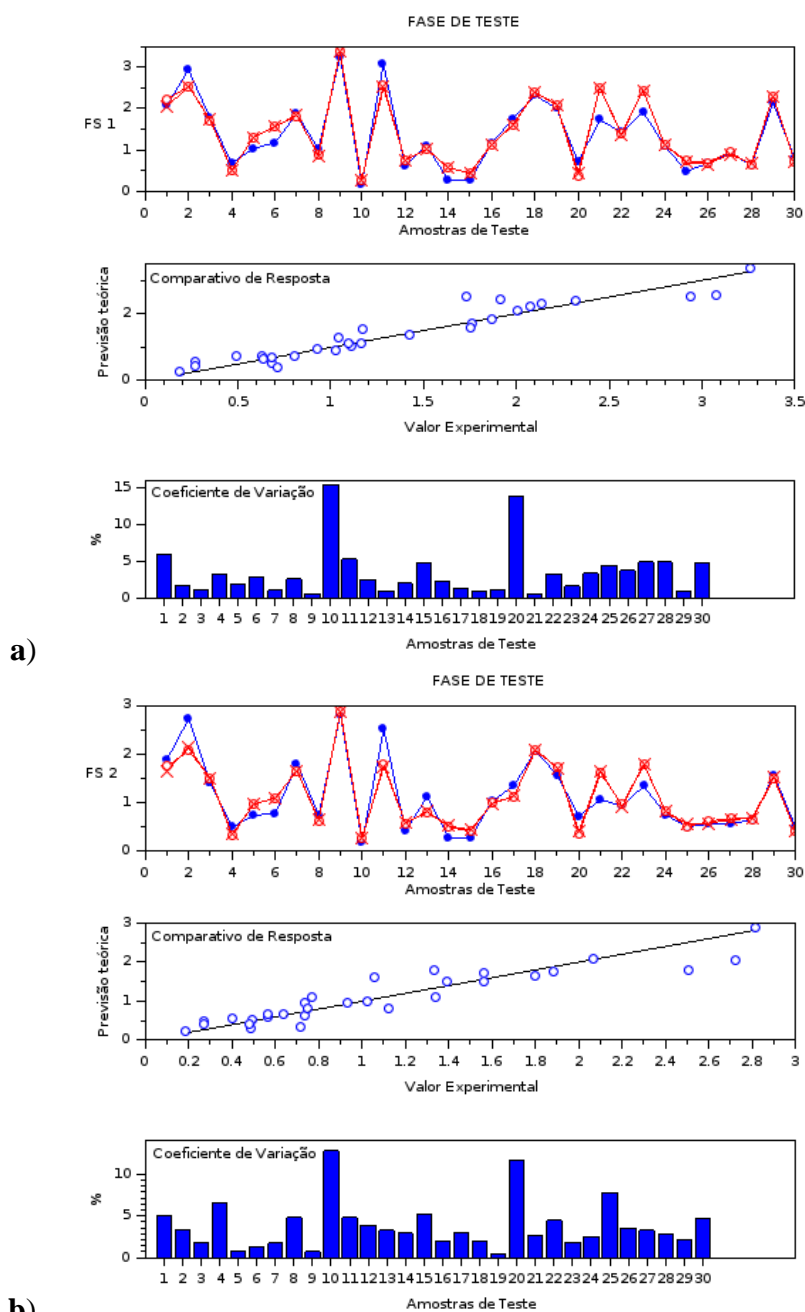 FASE DE TESTE
3
2
FS 1
1
0
0 2 4 6 8 10 12 14 16 18 20 22 24 26 28 30
Amostras de Teste
Comparativo de Resposta
Previsão teórica
2
0
0 0.5 1 1.5 2 2.5 3 3.5
Valor Experimental
15
Coeficiente de Variação
10
%
5
0
1 2 3 4 5 6 7 8 9 10 11 12 13 14 15 16 17 18 19 20 21 22 23 24 25 26 27 28 29 30
Amostras de Teste
a)
FASE DE TESTE
3
2
FS 2
1
0
0 2 4 6 8 10 12 14 16 18 20 22 24 26 28 30
Amostras de Teste
3
Comparativo de Resposta
Previsão teórica
2
1
0
0 0.2 0.4 0.6 0.8 1 1.2 1.4 1.6 1.8 2 2.2 2.4 2.6 2.8 3
Valor Experimental
Coeficiente de Variação
10
%
5
0
1 2 3 4 5 6 7 8 9 10 11 12 13 14 15 16 17 18 19 20 21 22 23 24 25 26 27 28 29 30
Amostras de Teste
b)